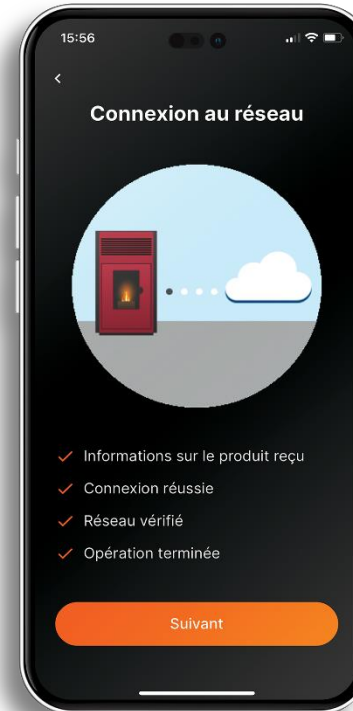 15:56
Connexion au réseau
Informations sur le produit reçu
Connexion réussie
Réseau vérifié
Opération terminée
Suivant